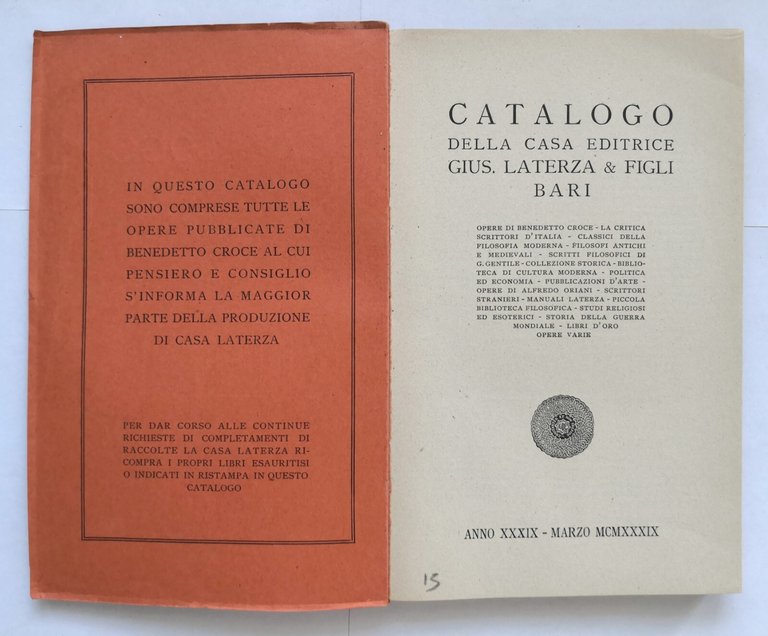 IN QUESTO CATALOGO
SONO COMPRESE TUTTE LE
OPERE PUBBLICATE DI
BENEDETTO CROCE AL CUI
PENSIERO E CONSIGLIO
S'INFORMA LA MAGGIOR
PARTE DELLA PRODUZIONE
DI CASA LATERZA
PER DAR CORSO ALLE CONTINUE
RICHIESTE DI COMPLETAMENTI DI
RACCOLTE LA CASA LATERZA RI-
COMPRA I PROPRI LIBRI ESAURITISI
O INDICATI IN RISTAMPA IN QUESTO
CATALOGO
CATALOGO
DELLA CASA EDITRICE
GIUS. LATERZA & FIGLI
BARI
OPERE DI BENEDETTO CROCE - LA CRITICA
SCRITTORI D'ITALIA - CLASSICI DELLA
FILOSOFIA MODERNA - FILOSOFI ANTICHI
E MEDIEVALI - SCRITTI FILOSOFICI DI
G. GENTILE - COLLEZIONE STORICA - BIBLIO-
TECA DI CULTURA MODERNA - POLITICA
ED ECONOMIA - PUBBLICAZIONI D'ARTE -
OPERE DI ALFREDO ORIANI - SCRITTORI
STRANIERI - MANUALI LATERZA - PICCOLA
BIBLIOTECA FILOSOFICA - STUDI RELIGIOSI
ED ESOTERICI - STORIA DELLA GUERRA
MONDIALE - LIBRI D'ORO
OPERE VARIE
ANNO XXXIX - MARZO MCMXXXIX
15